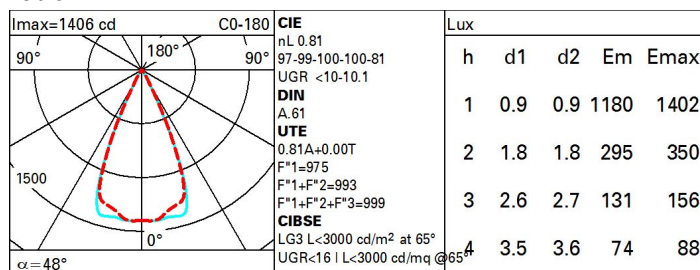 Imax=1406 cd C0-180
90° 180° 90°
1500
0°
α=48°
CIE
nL 0.81
97-99-100-100-81
UGR <10-10.1
DIN
A.61
UTE
0.81A+0.00T
F"1=975
F"1+F"2=993
F"1+F"2+F"3=999
CIBSE
LG3 L<3000 cd/m² at 65°
UGR<16 | L<3000 cd/mq @65°
Lux
h d1 d2 Em Emax
1 0.9 0.9 1180 1402
2 1.8 1.8 295 350
3 2.6 2.7 131 156
4 3.5 3.6 74 88